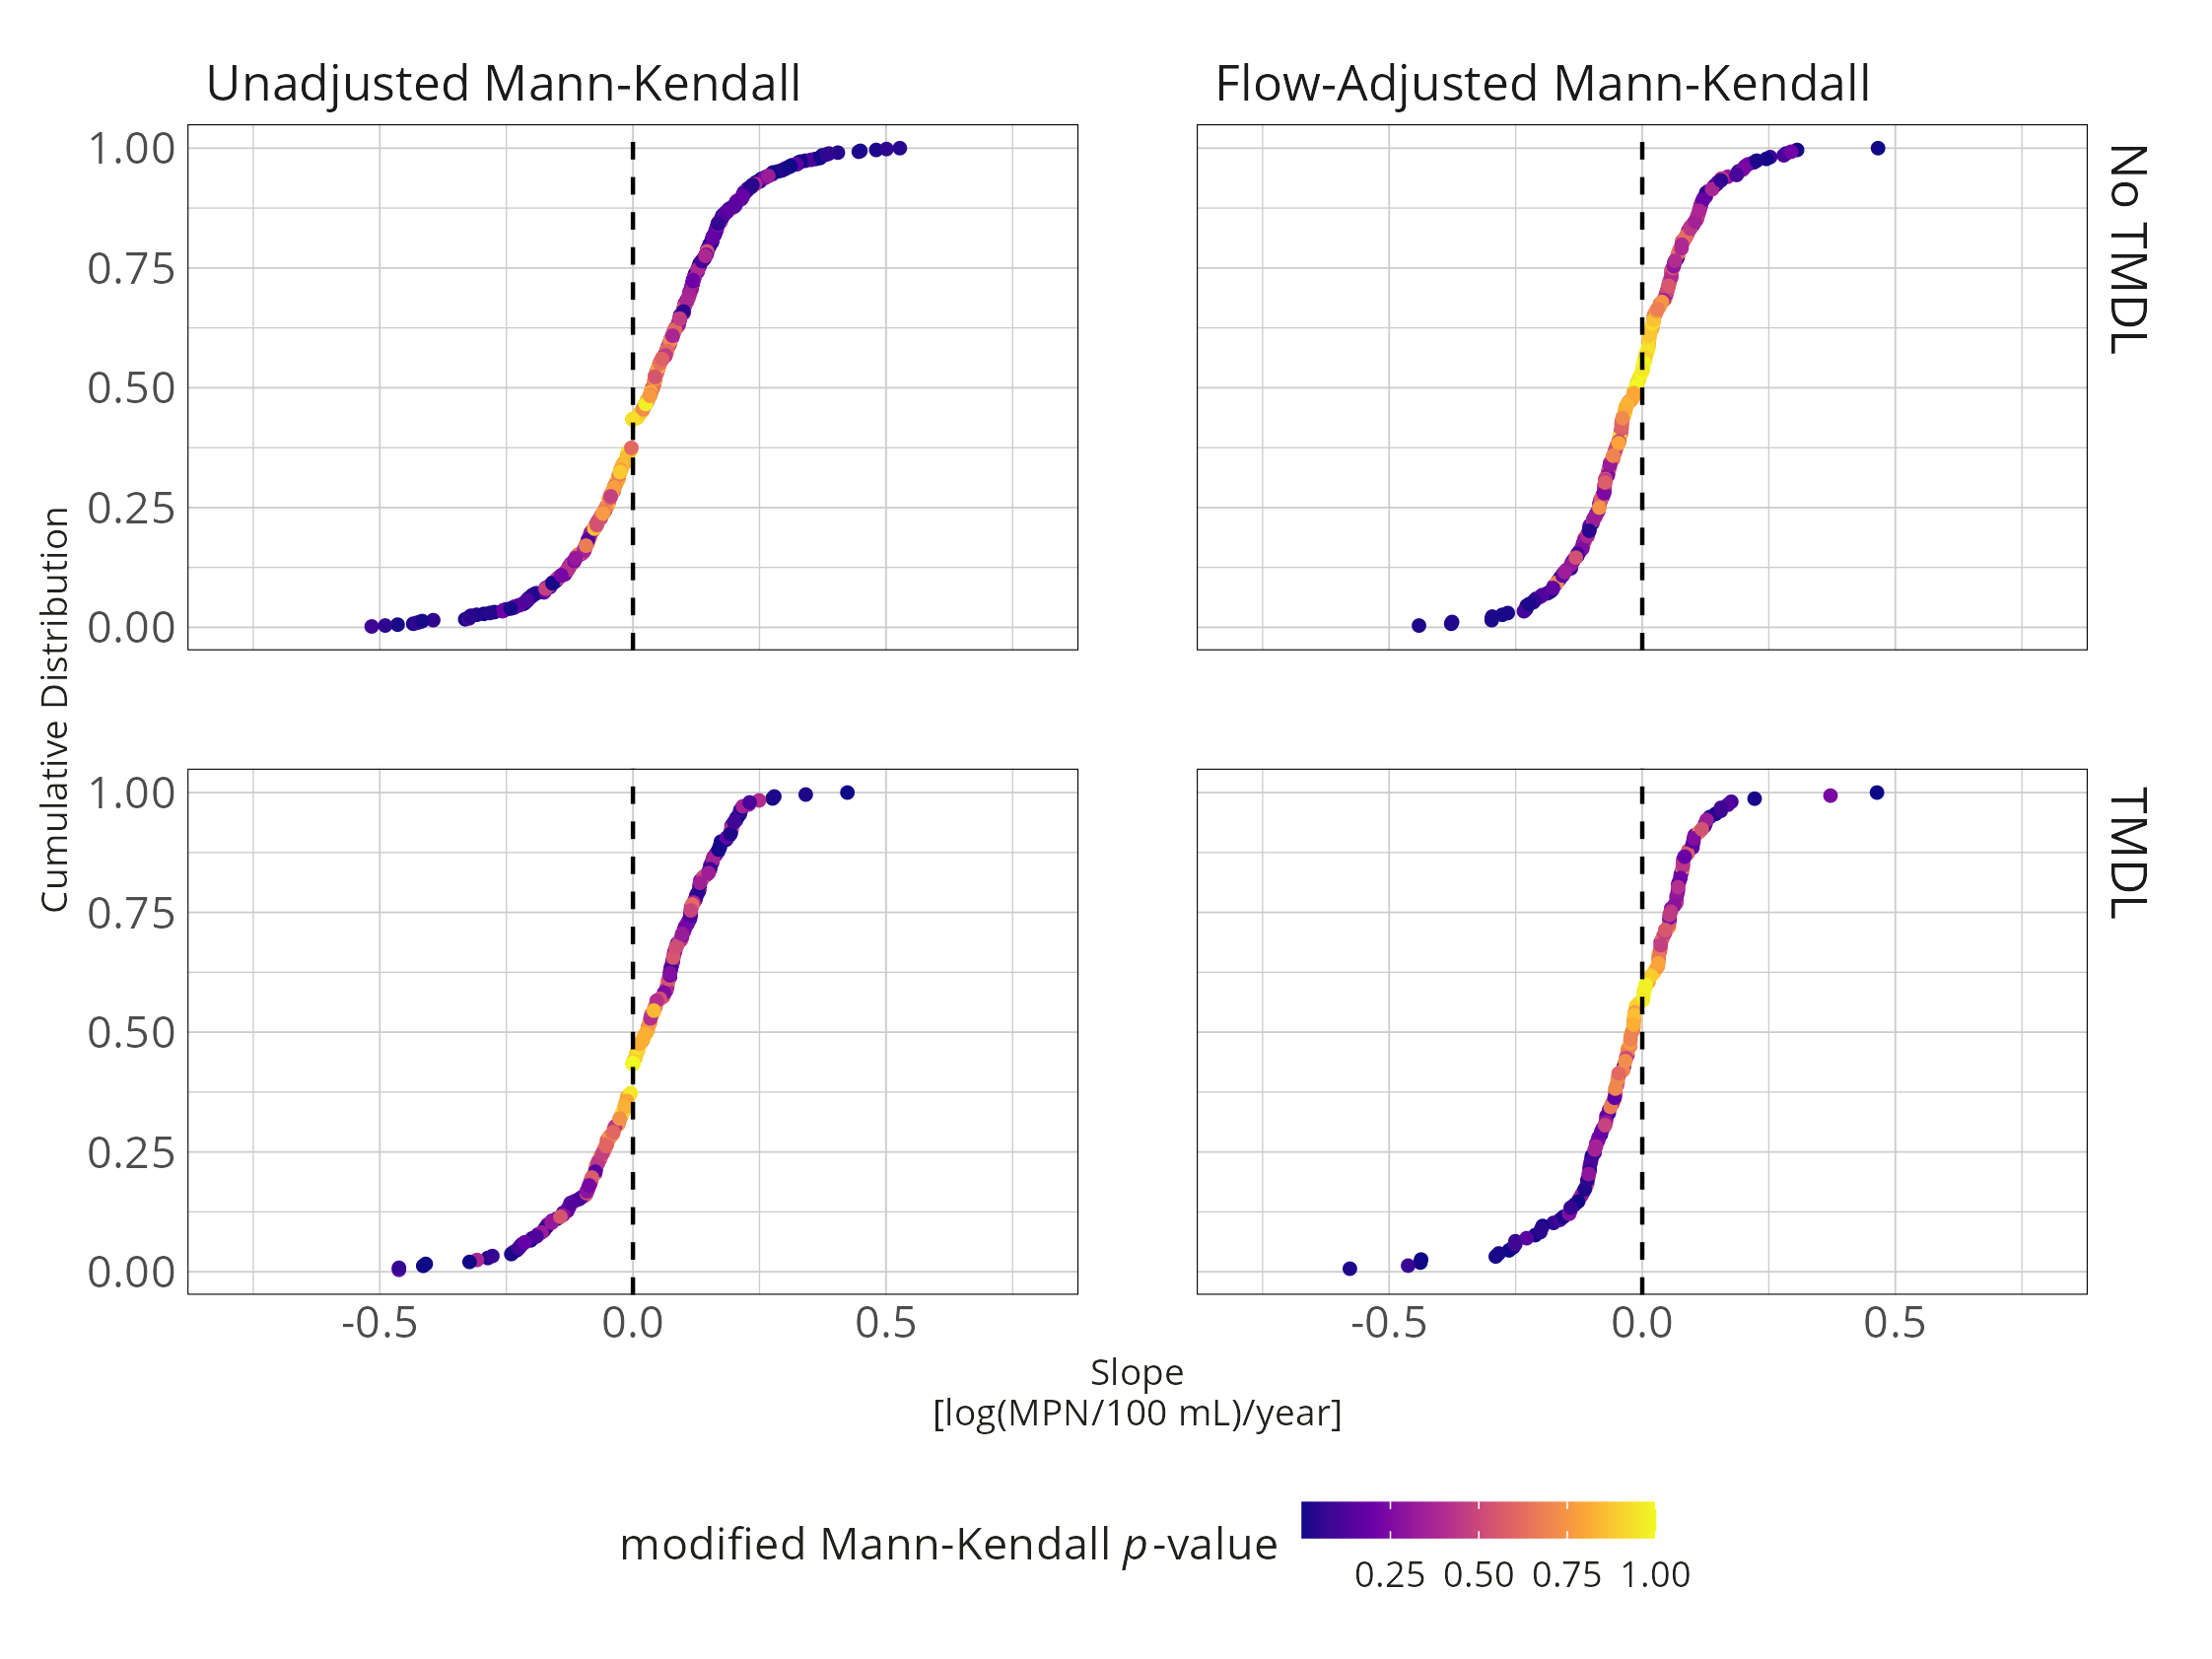 Unadjusted Mann-Kendall
Flow-Adjusted Mann-Kendall
1.00
0.75
0.50
0.25
0.00
No TMDL
Cumulative Distribution
1.00
0.75
0.50
0.25
0.00
TMDL
-0.5 0.0 0.5
-0.5 0.0 0.5
Slope
[log(MPN/100 mL)/year]
modified Mann-Kendall p-value
0.25 0.50 0.75 1.00